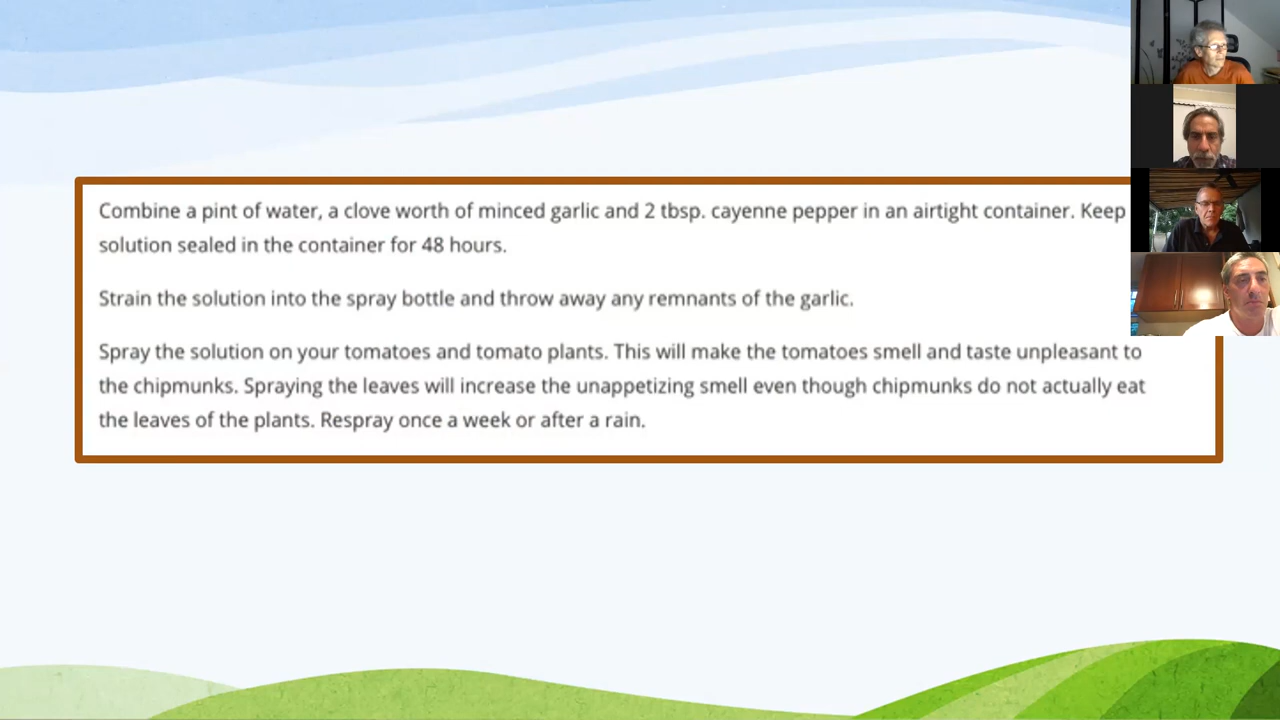 Combine a pint of water, a clove worth of minced garlic and 2 tbsp. cayenne pepper in an airtight container. Keep
solution sealed in the container for 48 hours.
Strain the solution into the spray bottle and throw away any remnants of the garlic.
Spray the solution on your tomatoes and tomato plants. This will make the tomatoes smell and taste unpleasant to
the chipmunks. Spraying the leaves will increase the unappetizing smell even though chipmunks do not actually eat
the leaves of the plants. Respray once a week or after a rain.